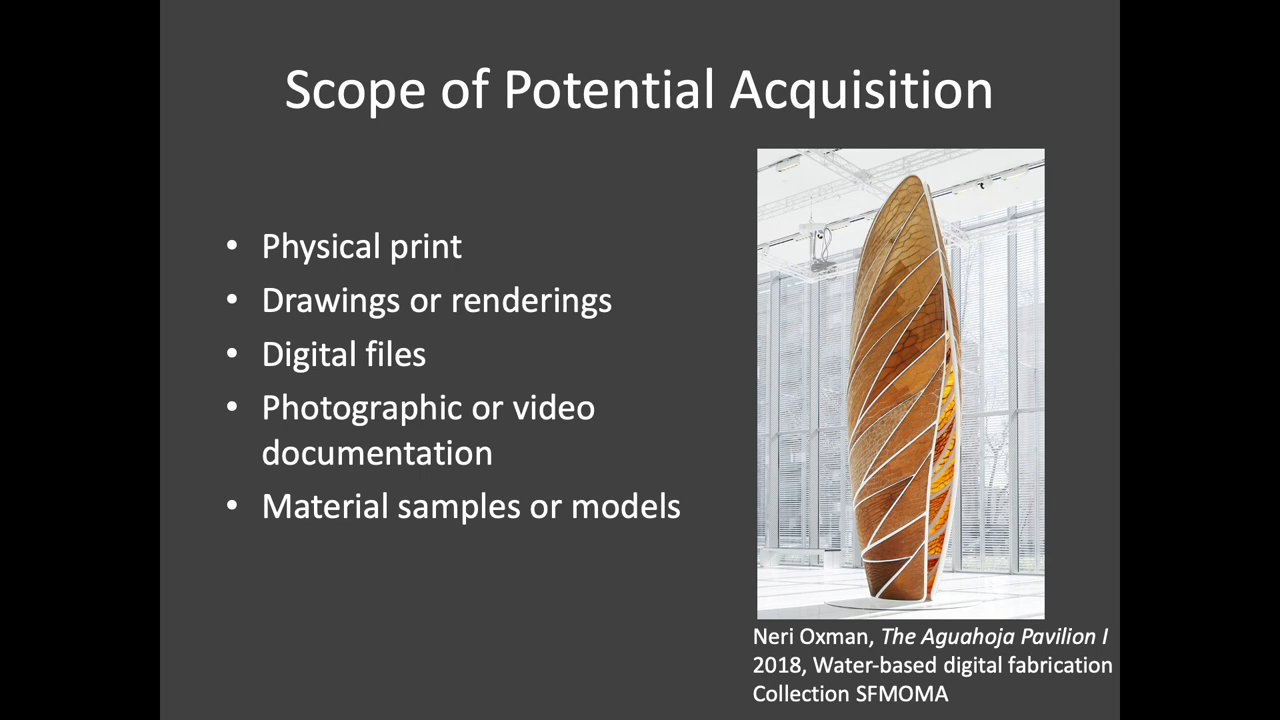 Scope of Potential Acquisition
• Physical print
• Drawings or renderings
• Digital files
• Photographic or video
documentation
• Material samples or models
Neri Oxman, The Aguahoja Pavilion I
2018, Water-based digital fabrication
Collection SFMOMA